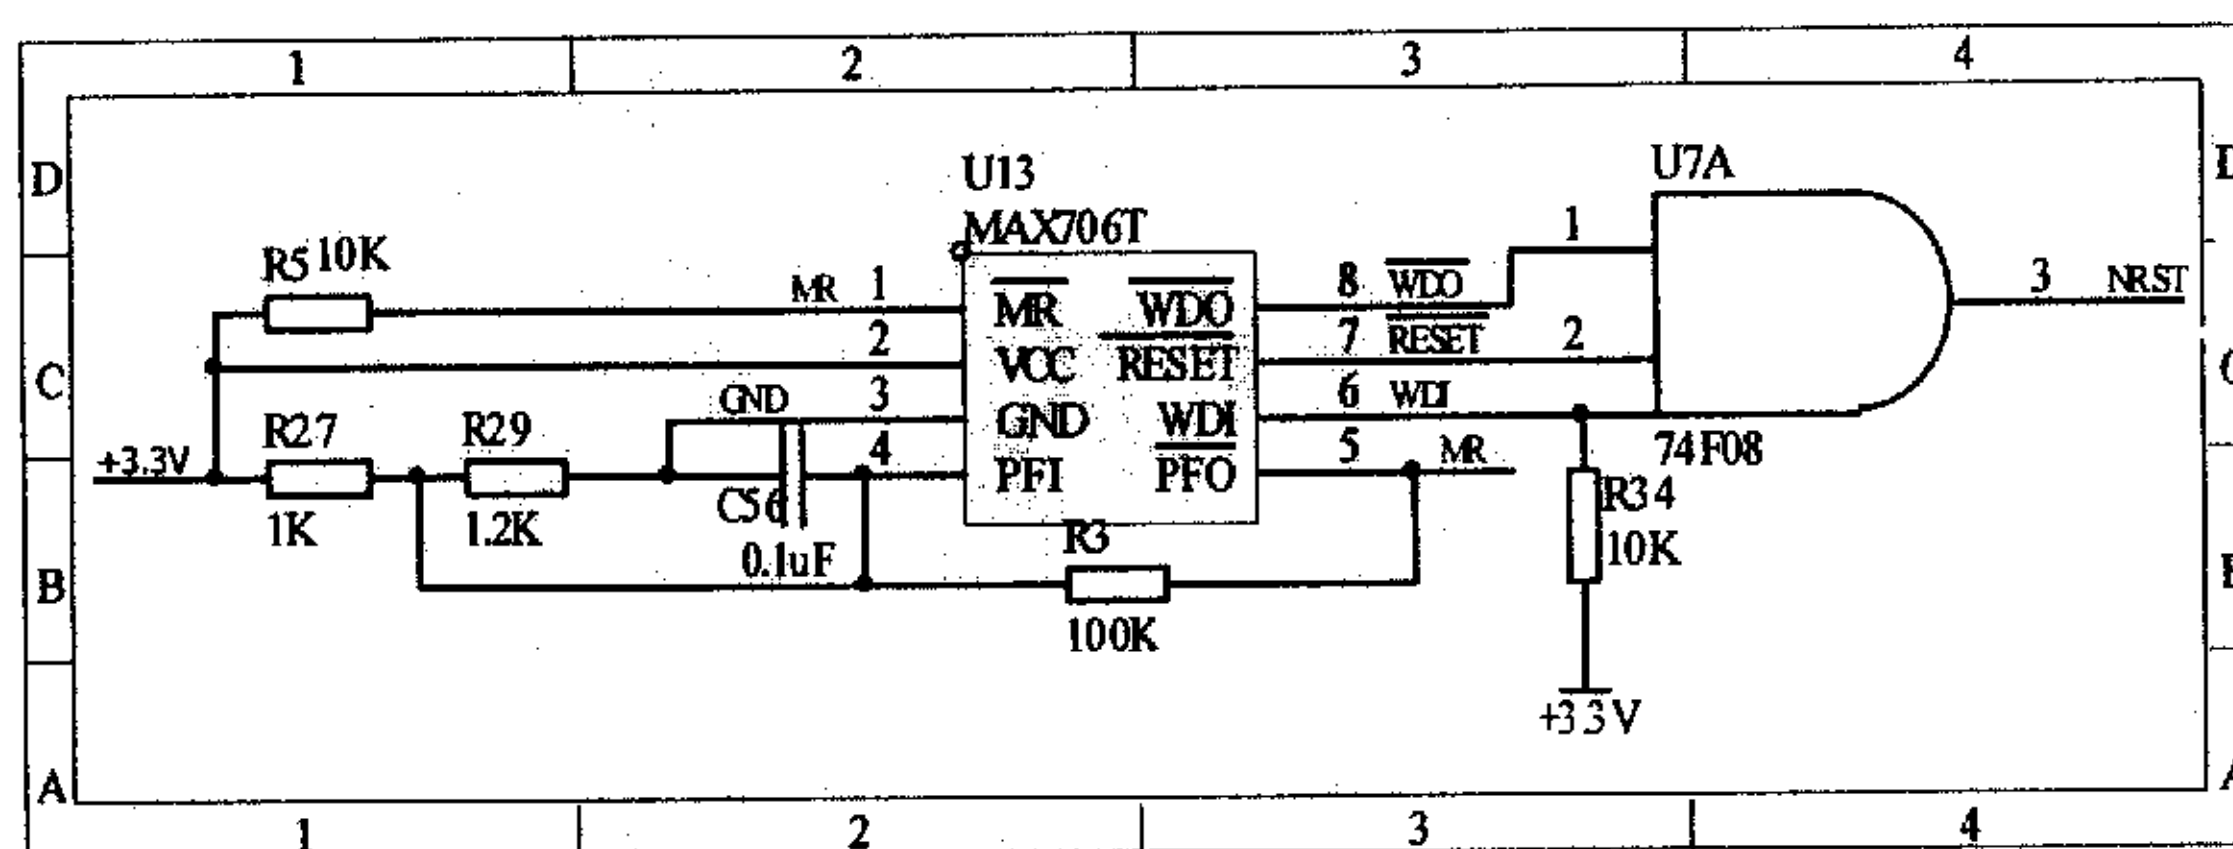 1 2 3 4
D
U13
U7A
MAX706T
1
R5 10K
MR 1
MR WDO
8 WDO
3 NRST
2
VCC RESET
7 RESET 2
C
GND 3
GND WDI
6 WDI
R27 R29
4
PFI PFO
5 MR
74F08
+3.3V
1K 1.2K
C56
0.1uF
R3
100K
R34
10K
B
+3.3V
A
1 2 3 4